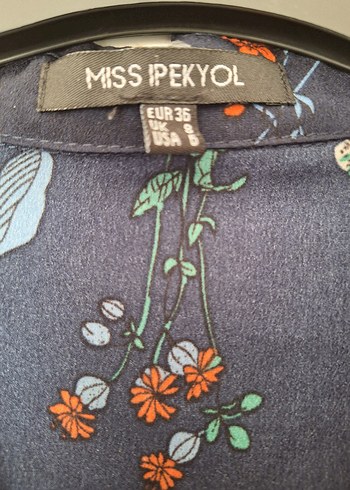 MISS IPEKYOL
EUR 36
UK 8
USA 6